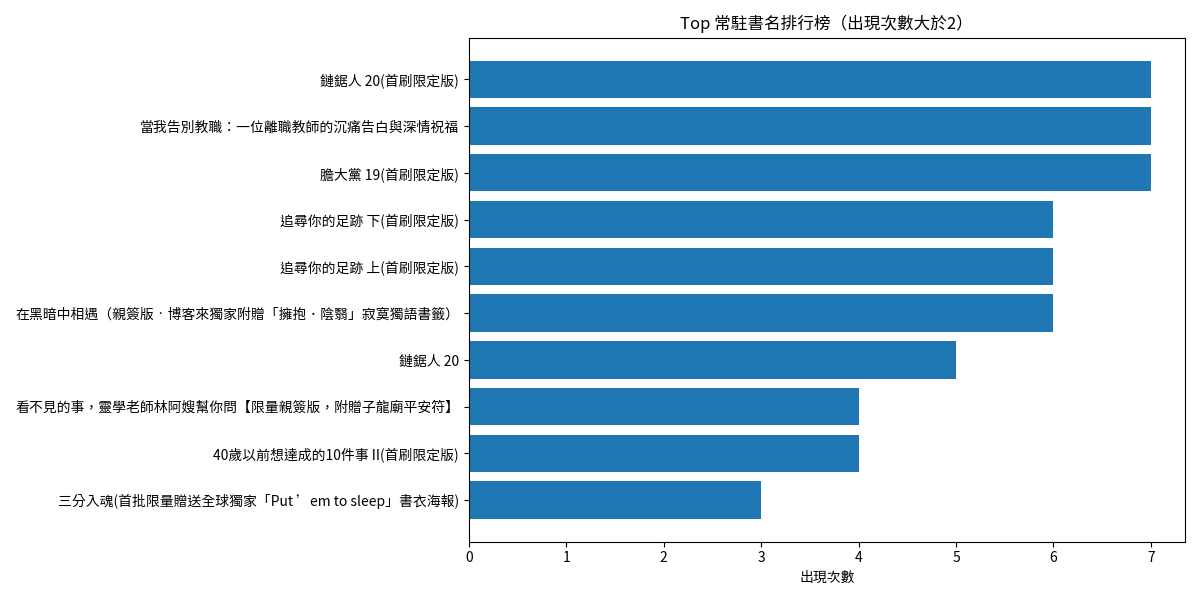 Top 常駐書名排行榜（出現次數大於2）
鏈鋸人 20(首刷限定版)
當我告別教職：一位離職教師的沉痛告白與深情祝福
膽大黨 19(首刷限定版)
追尋你的足跡 下(首刷限定版)
追尋你的足跡 上(首刷限定版)
在黑暗中相遇（親簽版‧博客來獨家附贈「擁抱．陰翳」寂寞獨語書籤）
鏈鋸人 20
看不見的事，靈學老師林阿嫂幫你問【限量親簽版，附贈子龍廟平安符】
40歲以前想達成的10件事 II(首刷限定版)
三分入魂(首批限量贈送全球獨家「Put ’em to sleep」書衣海報)
0 1 2 3 4 5 6 7
出現次數